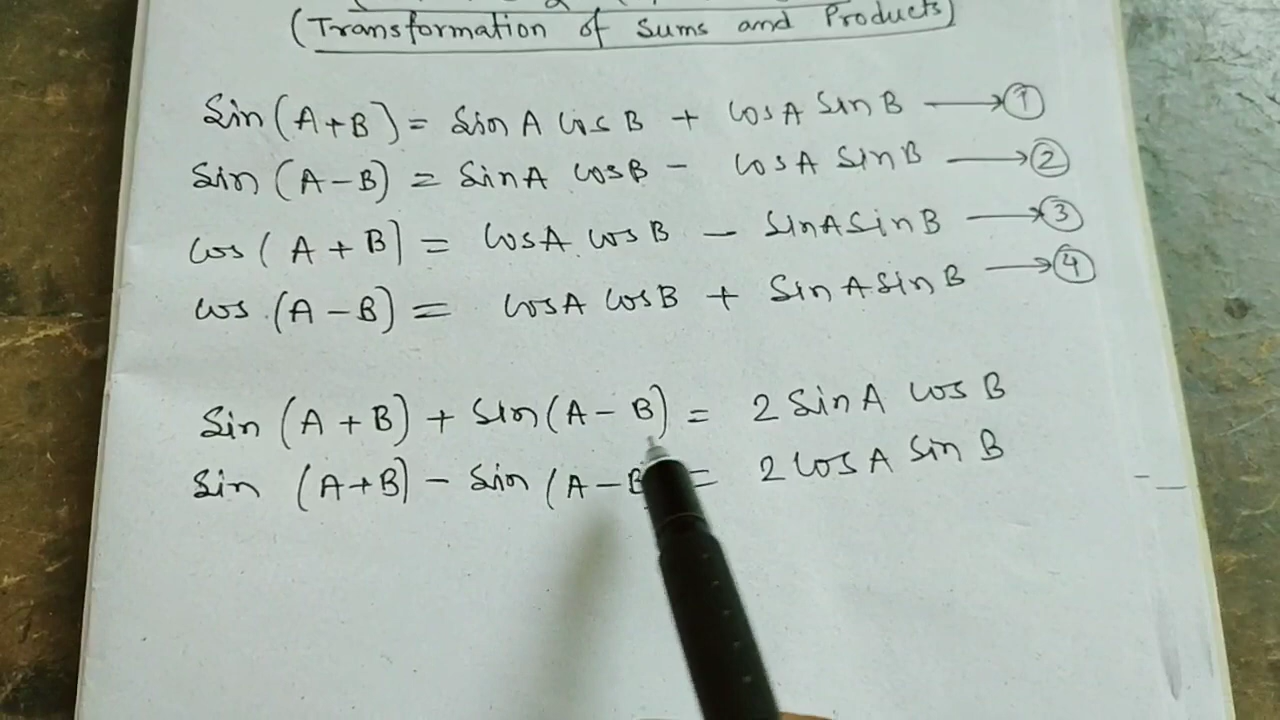 (Transformation of Sums and Products)
Sin(A+B)= Sin A Cos B + Cos A Sin B → ①
Sin (A-B) = Sin A Cos B - Cos A Sin B → ②
Cos (A + B) = Cos A Cos B - Sin A Sin B → ③
Cos (A - B) = Cos A Cos B + Sin A Sin B → ④
Sin (A + B) + Sin (A - B) = 2 Sin A Cos B
Sin (A+B) - Sin (A - B = 2 Cos A Sin B